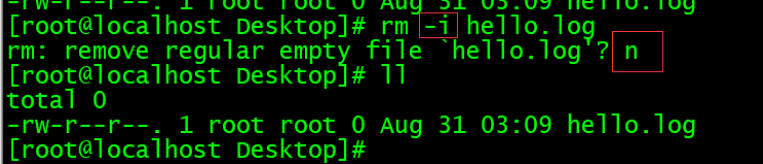 -rw-r--r--. 1 root root 0 Aug 31 03:09 hello.log
[root@localhost Desktop]# rm -i hello.log
rm: remove regular empty file `hello.log'? n
[root@localhost Desktop]# ll
total 0
-rw-r--r--. 1 root root 0 Aug 31 03:09 hello.log
[root@localhost Desktop]#